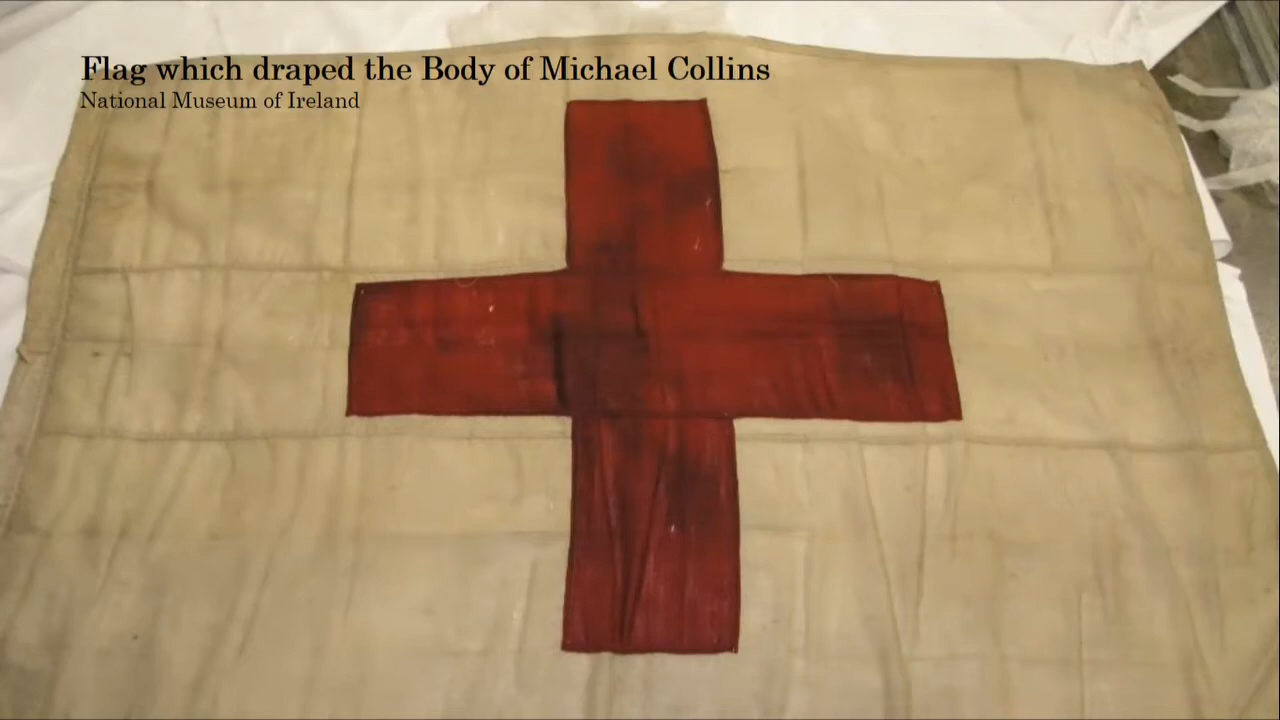 Flag which draped the Body of Michael Collins
National Museum of Ireland